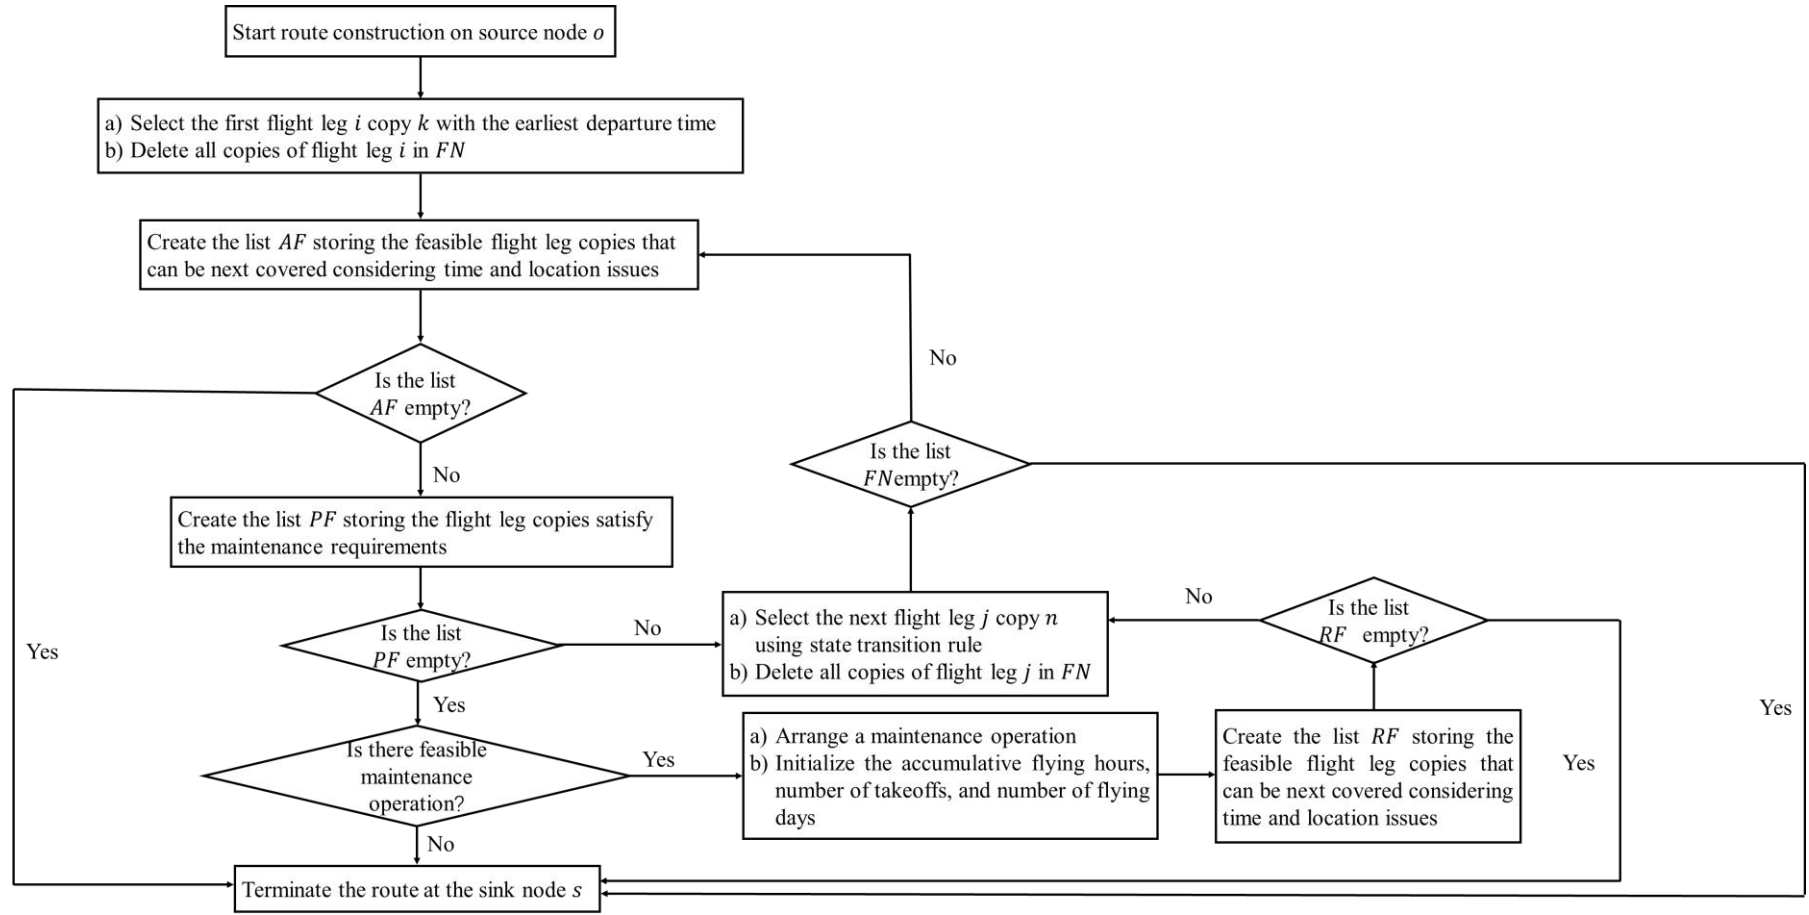 Start route construction on source node o
a) Select the first flight leg i copy k with the earliest departure time
b) Delete all copies of flight leg i in FN
Create the list AF storing the feasible flight leg copies that
can be next covered considering time and location issues
No
Is the list
AF empty?
Is the list
FNempty?
No
Create the list PF storing the flight leg copies satisfy
the maintenance requirements
No
a) Select the next flight leg j copy n
using state transition rule
b) Delete all copies of flight leg j in FN
Is the list
RF empty?
Is the list
PF empty?
No
Yes
Yes
Yes
Is there feasible
maintenance
operation?
Yes
a) Arrange a maintenance operation
b) Initialize the accumulative flying hours,
number of takeoffs, and number of flying
days
Create the list RF storing the
feasible flight leg copies that
can be next covered considering
time and location issues
Yes
No
Terminate the route at the sink node s